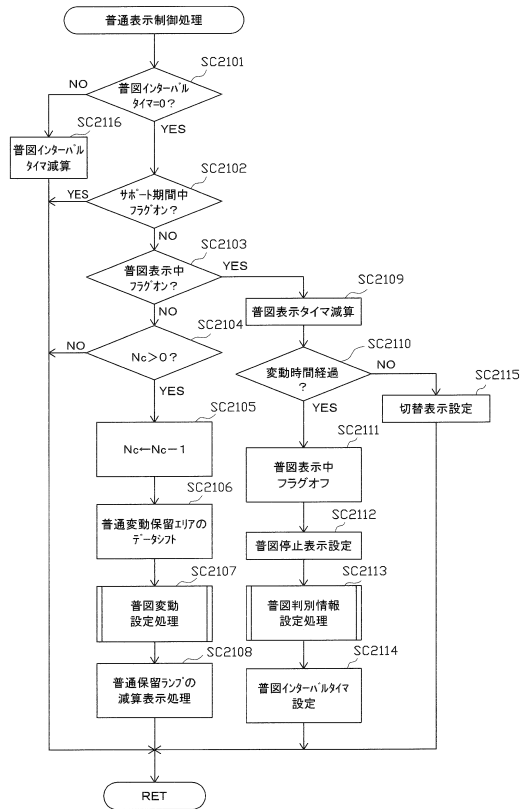 普通表示制御処理
SC2101
普図インターバル
タイマ=0?
NO
YES
SC2116
普図インターバル
タイマ減算
SC2102
サポート期間中
フラグオン?
YES
NO
SC2103
普図表示中
フラグオン?
YES
NO
SC2109
普図表示タイマ減算
SC2104
Nc>0?
NO
YES
SC2110
変動時間経過
?
NO
YES
SC2115
切替表示設定
SC2105
Nc←Nc−1
SC2111
普図表示中
フラグオフ
SC2106
普通変動保留エリアの
データシフト
SC2112
普図停止表示設定
SC2107
普図変動
設定処理
SC2113
普図判別情報
設定処理
SC2108
普通保留ランプの
減算表示処理
SC2114
普図インターバルタイマ
設定
RET